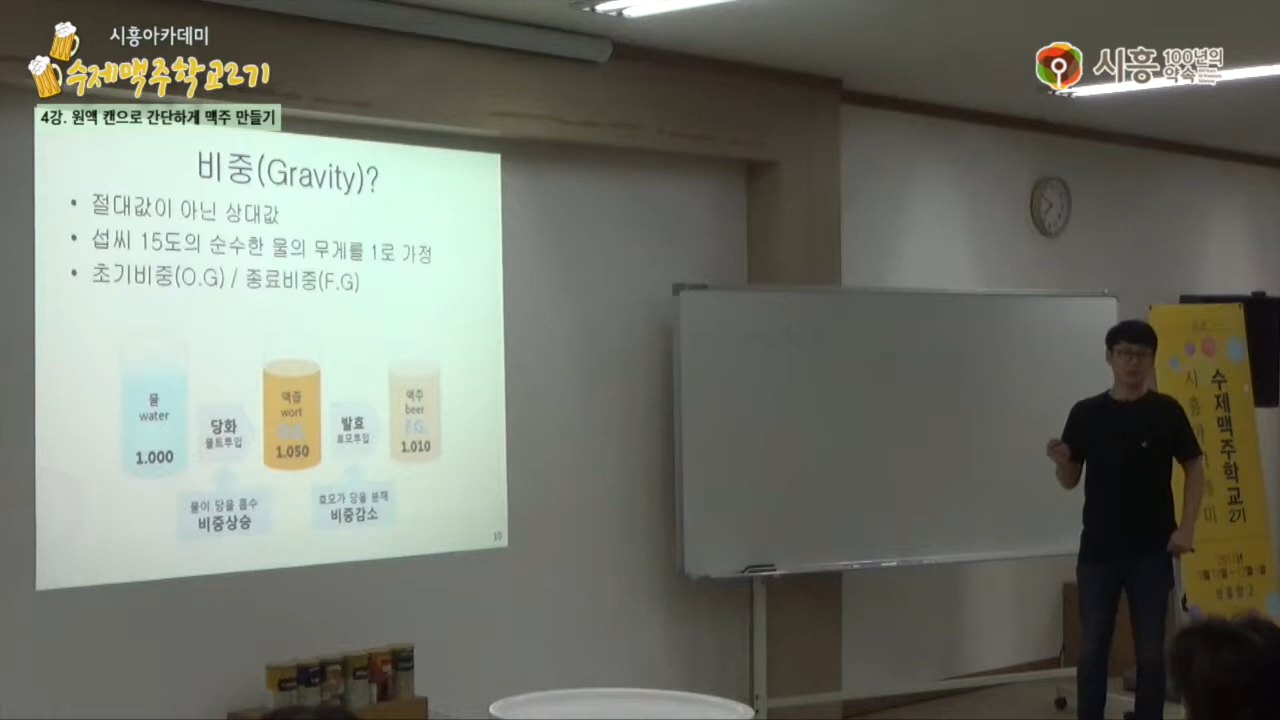 시흥아카데미
수제맥주학교2기
4강. 원액 캔으로 간단하게 맥주 만들기
시흥 100년의 약속
비중(Gravity)?
• 절대값이 아닌 상대값
• 섭씨 15도의 순수한 물의 무게를 1로 가정
• 초기비중(O.G) / 종료비중(F.G)
물
water
1.000
당화
몰트투입
맥즙
wort
O.G.
1.050
발효
효모투입
맥주
beer
F.G.
1.010
물이 당을 흡수
비중상승
효모가 당을 분해
비중감소
10
시흥아카데미
수제맥주학교
2기